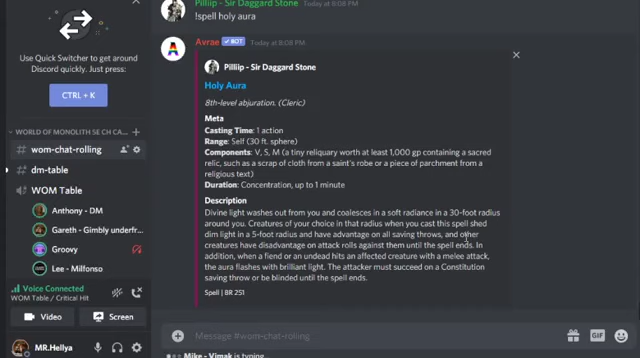 Use Quick Switcher to get around
Discord quickly. Just press:
CTRL + K
WORLD OF MONOLITH SE CH CA...
wom-chat-rolling
dm-table
WOM Table
Anthony - DM
Gareth - Gimbly underfr...
Groovy
Lee - Milfonso
Voice Connected
WOM Table / Critical Hit
Video
Screen
MR.Hellya
Pilliip - Sir Daggard Stone Today at 9:08 PM
!spell holy aura
Avrae BOT Today at 9:08 PM
Pilliip - Sir Daggard Stone
Holy Aura
8th-level abjuration. (Cleric)
Meta
Casting Time: 1 action
Range: Self (30 ft. sphere)
Components: V, S, M (a tiny reliquary worth at least 1,000 gp containing a sacred
relic, such as a scrap of cloth from a saint's robe or a piece of parchment from a
religious text)
Duration: Concentration, up to 1 minute
Description
Divine light washes out from you and coalesces in a soft radiance in a 30-foot radius
around you. Creatures of your choice in that radius when you cast this spell shed
dim light in a 5-foot radius and have advantage on all saving throws, and other
creatures have disadvantage on attack rolls against them until the spell ends. In
addition, when a fiend or an undead hits an affected creature with a melee attack,
the aura flashes with brilliant light. The attacker must succeed on a Constitution
saving throw or be blinded until the spell ends.
Spell | BR 251
Message #wom-chat-rolling
GIF
Mike - Vimak is typing